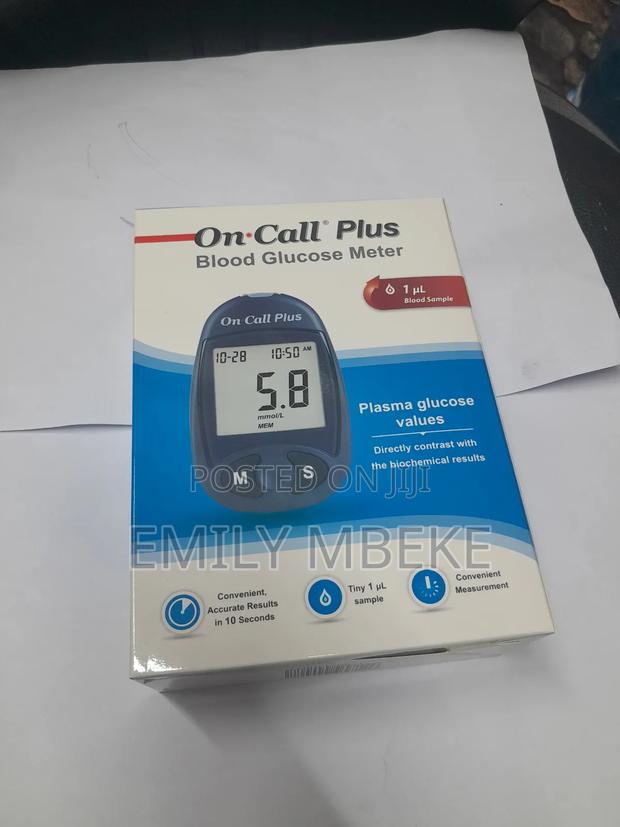 On·Call® Plus
Blood Glucose Meter
1 µL
Blood Sample
On Call Plus
10-28 10:50 AM
5.8
mmol/L
MEM
M S
Plasma glucose
values
Directly contrast with
the biochemical results
POSTED ON JIJI
EMILY MBEKE
Convenient,
Accurate Results
in 10 Seconds
Tiny 1 µL
sample
Convenient
Measurement